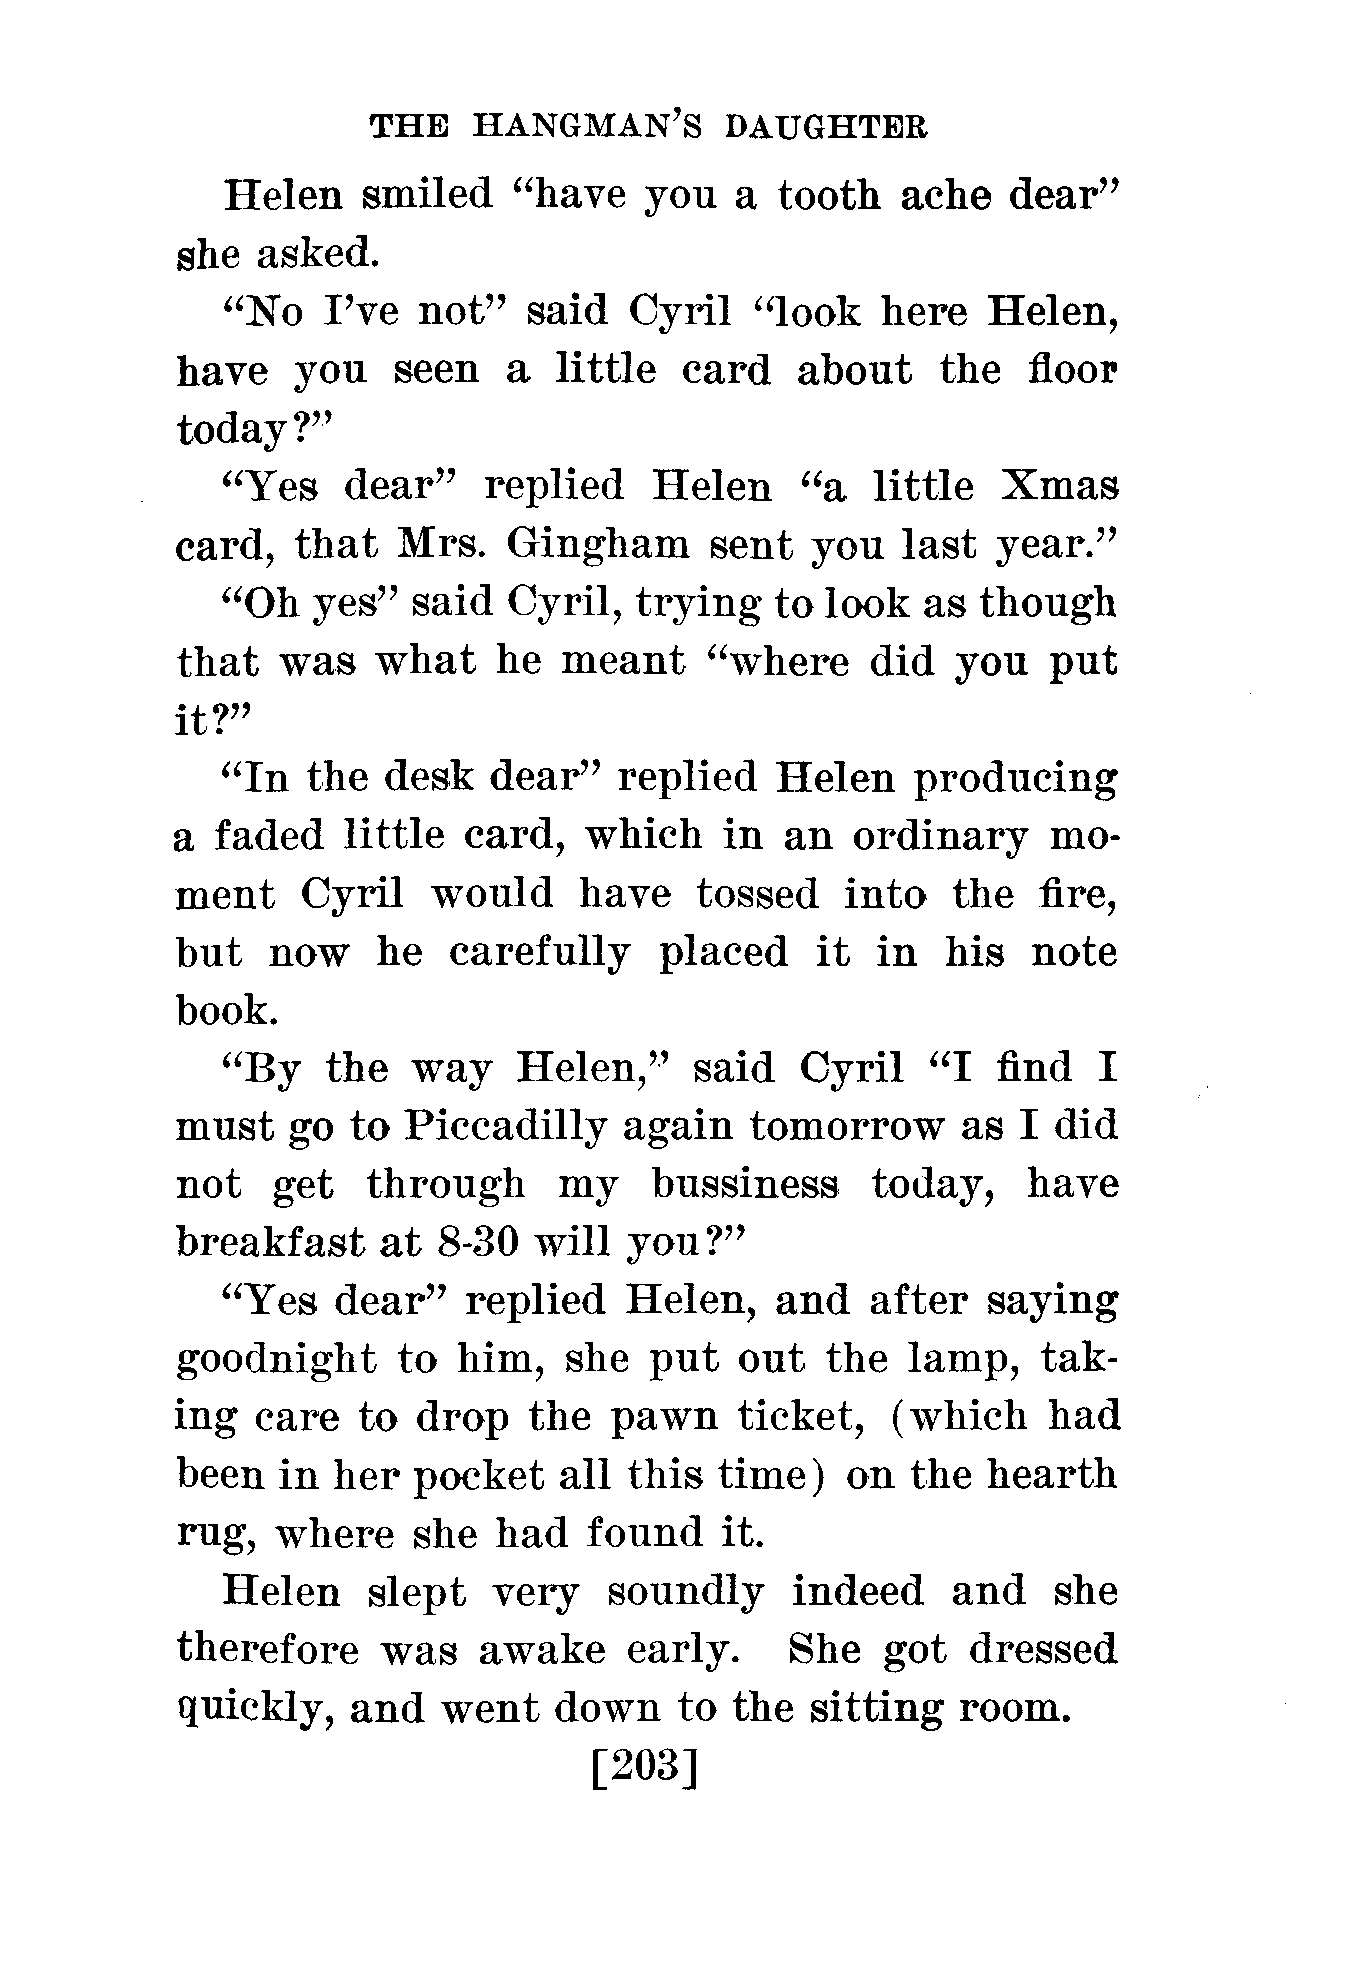 THE HANGMAN'S DAUGHTER
Helen smiled “have you a tooth ache dear”
she asked.
“No I’ve not” said Cyril “look here Helen,
have you seen a little card about the floor
today?”
“Yes dear” replied Helen “a little Xmas
card, that Mrs. Gingham sent you last year.”
“Oh yes” said Cyril, trying to look as though
that was what he meant “where did you put
it?”
“In the desk dear” replied Helen producing
a faded little card, which in an ordinary mo-
ment Cyril would have tossed into the fire,
but now he carefully placed it in his note
book.
“By the way Helen,” said Cyril “I find I
must go to Piccadilly again tomorrow as I did
not get through my bussiness today, have
breakfast at 8-30 will you?”
“Yes dear” replied Helen, and after saying
goodnight to him, she put out the lamp, tak-
ing care to drop the pawn ticket, (which had
been in her pocket all this time) on the hearth
rug, where she had found it.
Helen slept very soundly indeed and she
therefore was awake early. She got dressed
quickly, and went down to the sitting room.
[203]